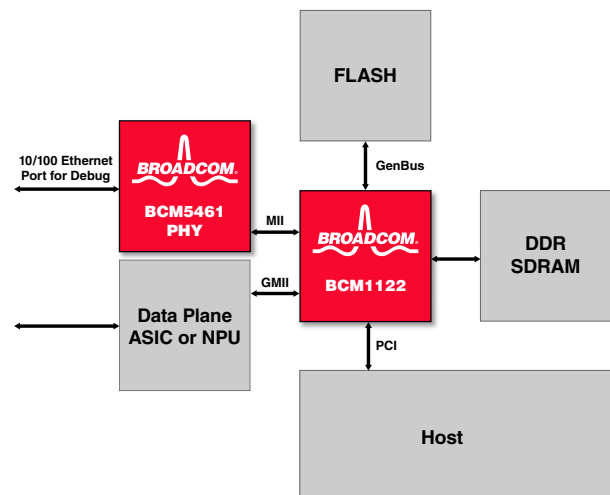 FLASH
10/100 Ethernet
Port for Debug
BROADCOM®
BCM5461
PHY
GenBus
MII
BROADCOM®
BCM1122
DDR
SDRAM
GMII
Data Plane
ASIC or NPU
PCI
Host